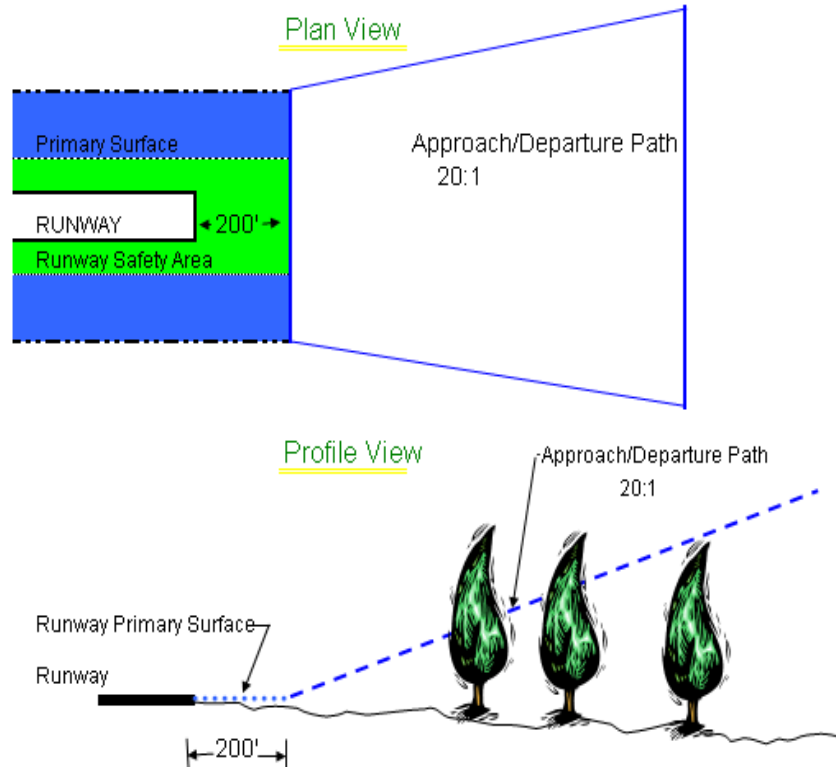 Plan View
Primary Surface
Approach/Departure Path
20:1
RUNWAY
200'
Runway Safety Area
Profile View
Approach/Departure Path
20:1
Runway Primary Surface
Runway
200'